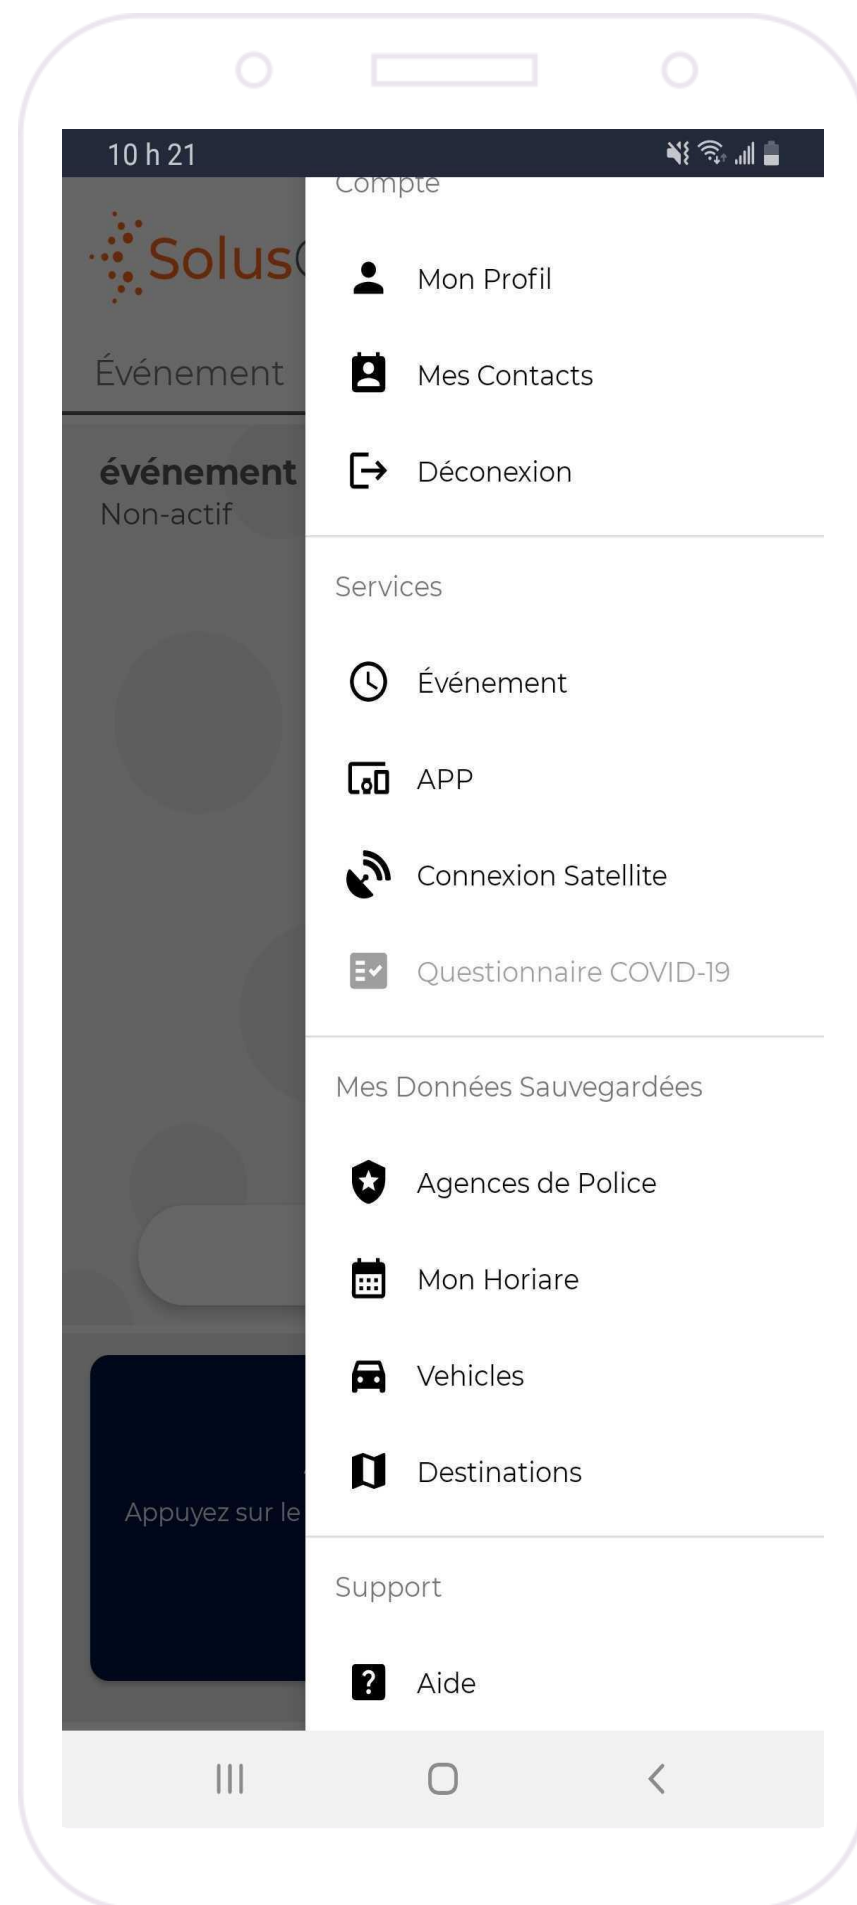 10 h 21
Compte
Solus
Mon Profil
Événement
Mes Contacts
événement
Non-actif
Déconexion
Services
Événement
APP
Connexion Satellite
Questionnaire COVID-19
Mes Données Sauvegardées
Agences de Police
Mon Horiare
Vehicles
Destinations
Appuyez sur le
Support
Aide